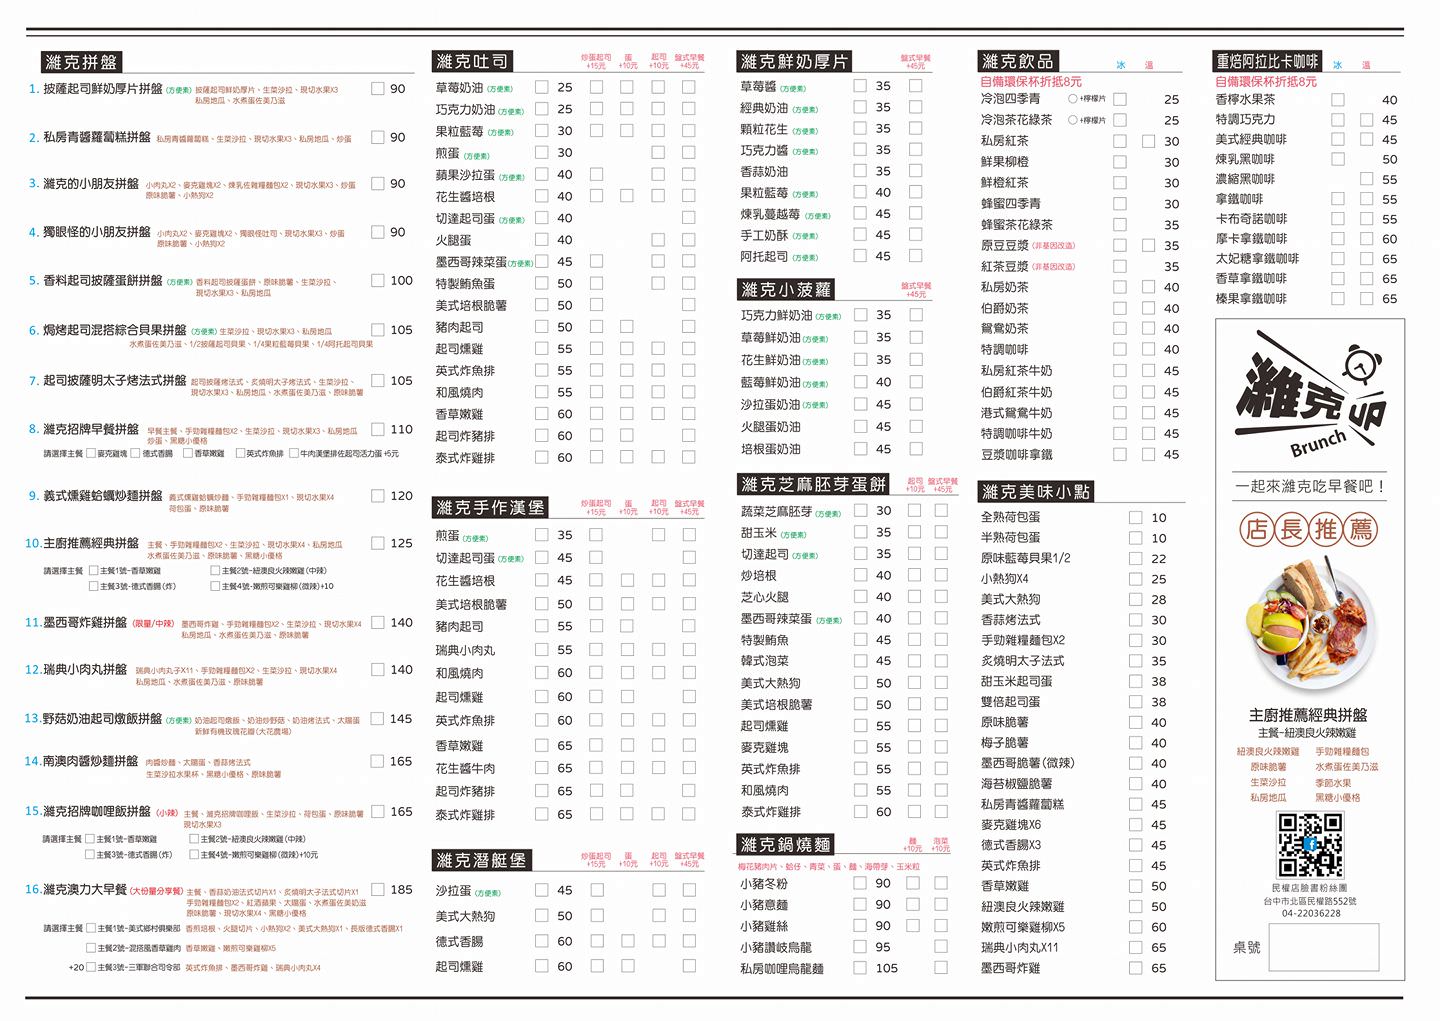 濰克拼盤
1. 披薩起司鮮奶厚片拼盤 (方便素) 披薩起司鮮奶厚片、生菜沙拉、現切水果X3 90
私房地瓜、水煮蛋佐美乃滋
2. 私房青醬蘿蔔糕拼盤 私房青醬蘿蔔糕、生菜沙拉、現切水果X3、私房地瓜、炒蛋 90
3. 濰克的小朋友拼盤 小肉丸X2、麥克雞塊X2、煉乳佐雜糧麵包X2、現切水果X3、炒蛋 90
原味脆薯、小熱狗X2
4. 獨眼怪的小朋友拼盤 小肉丸X2、麥克雞塊X2、獨眼怪吐司、現切水果X3、炒蛋 90
原味脆薯、小熱狗X2
5. 香料起司披薩蛋餅拼盤 (方便素) 香料起司披薩蛋餅、原味脆薯、生菜沙拉、 100
現切水果X3、私房地瓜
6. 焗烤起司混搭綜合貝果拼盤 (方便素) 生菜沙拉、現切水果X3、私房地瓜 105
水煮蛋佐美乃滋、1/2披薩起司貝果、1/4果粒藍莓貝果、1/4阿托起司貝果
7. 起司披薩明太子烤法式拼盤 起司披薩烤法式、炙燒明太子烤法式、生菜沙拉、 105
現切水果X3、私房地瓜、水煮蛋佐美乃滋、原味脆薯
8. 濰克招牌早餐拼盤 早餐主餐、手勁雜糧麵包X2、生菜沙拉、現切水果X3、私房地瓜 110
炒蛋、黑糖小優格
請選擇主餐 麥克雞塊 德式香腸 香草嫩雞 英式炸魚排 牛肉漢堡排佐起司活力蛋 +5元
9. 義式燻雞蛤蠣炒麵拼盤 義式燻雞蛤蠣炒麵、手勁雜糧麵包X1、現切水果X4 120
荷包蛋、原味脆薯
10.主廚推薦經典拼盤 主餐、手勁雜糧麵包X2、生菜沙拉、現切水果X4、私房地瓜 125
水煮蛋佐美乃滋、原味脆薯、黑糖小優格
請選擇主餐 主餐1號-香草嫩雞 主餐2號-紐澳良火辣嫩雞(中辣)
主餐3號-德式香腸(炸) 主餐4號-嫩煎可樂雞柳(微辣)+10
11.墨西哥炸雞拼盤 (限量/中辣) 墨西哥炸雞、手勁雜糧麵包X2、生菜沙拉、現切水果X4 140
私房地瓜、水煮蛋佐美乃滋、原味脆薯
12.瑞典小肉丸拼盤 瑞典小肉丸子X11、手勁雜糧麵包X2、生菜沙拉、現切水果X4 140
私房地瓜、水煮蛋佐美乃滋、原味脆薯
13.野菇奶油起司燉飯拼盤 (方便素) 奶油起司燉飯、奶油炒野菇、奶油烤法式、太陽蛋 145
新鮮有機玫瑰花瓣(大花農場)
14.南澳肉醬炒麵拼盤 肉醬炒麵、太陽蛋、香蒜烤法式 165
生菜沙拉水果杯、黑糖小優格、原味脆薯
15.濰克招牌咖哩飯拼盤 (小辣) 主餐、濰克招牌咖哩飯、生菜沙拉、荷包蛋、原味脆薯 165
現切水果X3
請選擇主餐 主餐1號-香草嫩雞 主餐2號-紐澳良火辣嫩雞(中辣)
主餐3號-德式香腸(炸) 主餐4號-嫩煎可樂雞柳(微辣)+10元
16.濰克澳力大早餐 (大份量分享餐) 主餐、香蒜奶油法式切片X1、炙燒明太子法式切片X1 185
手勁雜糧麵包X2、紅酒蘋果、太陽蛋、水煮蛋佐美奶滋
原味脆薯、現切水果X4、黑糖小優格
請選擇主餐 主餐1號-美式鄉村俱樂部 香煎培根、火腿切片、小熱狗X2、美式大熱狗X1、長版德式香腸X1
主餐2號-混搭風香草雞肉 香草嫩雞、嫩煎可樂雞柳X5
+20 主餐3號-三軍聯合司令部 英式炸魚排、墨西哥炸雞、瑞典小肉丸X4
濰克吐司 炒蛋起司 蛋 起司 盤式早餐
+15元 +10元 +10元 +45元
草莓奶油 (方便素) 25
巧克力奶油 (方便素) 25
果粒藍莓 (方便素) 30
煎蛋 (方便素) 30
蘋果沙拉蛋 (方便素) 40
花生醬培根 40
切達起司蛋 (方便素) 40
火腿蛋 40
墨西哥辣菜蛋 (方便素) 45
特製鮪魚蛋 50
美式培根脆薯 50
豬肉起司 50
起司燻雞 55
英式炸魚排 55
和風燒肉 55
香草嫩雞 60
起司炸豬排 60
泰式炸雞排 60
濰克手作漢堡 炒蛋起司 蛋 起司 盤式早餐
+15元 +10元 +10元 +45元
煎蛋 (方便素) 35
切達起司蛋 (方便素) 45
花生醬培根 45
美式培根脆薯 50
豬肉起司 55
瑞典小肉丸 55
和風燒肉 60
起司燻雞 60
英式炸魚排 60
香草嫩雞 65
花生醬牛肉 65
起司炸豬排 65
泰式炸雞排 65
濰克潛艇堡 炒蛋起司 蛋 起司 盤式早餐
+15元 +10元 +10元 +45元
沙拉蛋 (方便素) 45
美式大熱狗 50
德式香腸 60
起司燻雞 60
濰克鮮奶厚片 盤式早餐
+45元
草莓醬 (方便素) 35
經典奶油 (方便素) 35
顆粒花生 (方便素) 35
巧克力醬 (方便素) 35
香蒜奶油 35
果粒藍莓 (方便素) 40
煉乳蔓越莓 (方便素) 45
手工奶酥 (方便素) 45
阿托起司 (方便素) 45
濰克小菠蘿 盤式早餐
+45元
巧克力鮮奶油 (方便素) 35
草莓鮮奶油 (方便素) 35
花生鮮奶油 (方便素) 35
藍莓鮮奶油 (方便素) 40
沙拉蛋奶油 (方便素) 45
火腿蛋奶油 45
培根蛋奶油 45
濰克芝麻胚芽蛋餅 起司 盤式早餐
+10元 +45元
蔬菜芝麻胚芽 (方便素) 30
甜玉米 (方便素) 35
切達起司 (方便素) 35
炒培根 40
芝心火腿 40
墨西哥辣菜蛋 (方便素) 40
特製鮪魚 45
韓式泡菜 45
美式大熱狗 50
美式培根脆薯 50
起司燻雞 55
麥克雞塊 55
英式炸魚排 55
和風燒肉 55
泰式炸雞排 60
濰克鍋燒麵 麵 泡菜
+10元 +10元
梅花豬肉片、蛤仔、青菜、蛋、麵、海帶芽、玉米粒
小豬冬粉 90
小豬意麵 90
小豬雞絲 90
小豬讚岐烏龍 95
私房咖哩烏龍麵 105
濰克飲品 冰 溫
自備環保杯折抵8元
冷泡四季青 +檸檬片 25
冷泡茶花綠茶 +檸檬片 25
私房紅茶 30
鮮果柳橙 30
鮮橙紅茶 30
蜂蜜四季青 30
蜂蜜茶花綠茶 35
原豆豆漿 (非基因改造) 35
紅茶豆漿 (非基因改造) 35
私房奶茶 40
伯爵奶茶 40
鴛鴦奶茶 40
特調咖啡 40
私房紅茶牛奶 45
伯爵紅茶牛奶 45
港式鴛鴦牛奶 45
特調咖啡牛奶 45
豆漿咖啡拿鐵 45
濰克美味小點
全熟荷包蛋 10
半熟荷包蛋 10
原味藍莓貝果1/2 22
小熱狗X4 25
美式大熱狗 28
香蒜烤法式 30
手勁雜糧麵包X2 30
炙燒明太子法式 35
甜玉米起司蛋 38
雙倍起司蛋 38
原味脆薯 40
梅子脆薯 40
墨西哥脆薯(微辣) 40
海苔椒鹽脆薯 40
私房青醬蘿蔔糕 45
麥克雞塊X6 45
德式香腸X3 45
英式炸魚排 45
香草嫩雞 50
紐澳良火辣嫩雞 50
嫩煎可樂雞柳X5 60
瑞典小肉丸X11 65
墨西哥炸雞 65
重焙阿拉比卡咖啡 冰 溫
自備環保杯折抵8元
香檸水果茶 40
特調巧克力 45
美式經典咖啡 45
煉乳黑咖啡 50
濃縮黑咖啡 55
拿鐵咖啡 55
卡布奇諾咖啡 55
摩卡拿鐵咖啡 60
太妃糖拿鐵咖啡 65
香草拿鐵咖啡 65
榛果拿鐵咖啡 65
濰克卯
Brunch
一起來濰克吃早餐吧！
店長推薦
主廚推薦經典拼盤
主餐-紐澳良火辣嫩雞
紐澳良火辣嫩雞 手勁雜糧麵包
原味脆薯 水煮蛋佐美乃滋
生菜沙拉 季節水果
私房地瓜 黑糖小優格
民權店臉書粉絲團
台中市北區民權路552號
04-22036228
桌號